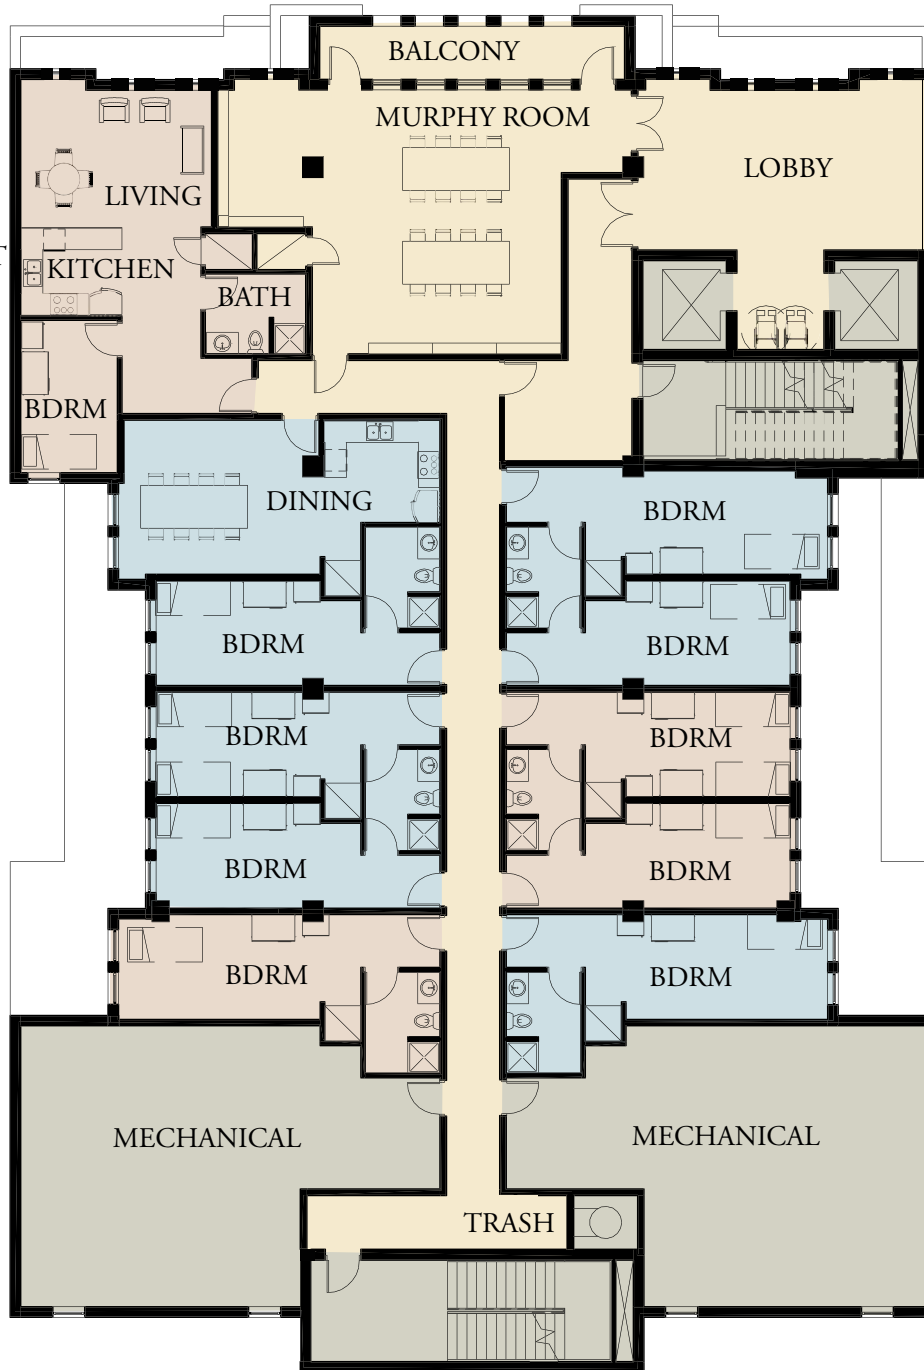 BALCONY
MURPHY ROOM
LOBBY
LIVING
KITCHEN
BATH
BDRM
DINING
BDRM
BDRM
BDRM
BDRM
BDRM
BDRM
BDRM
BDRM
BDRM
MECHANICAL
MECHANICAL
TRASH